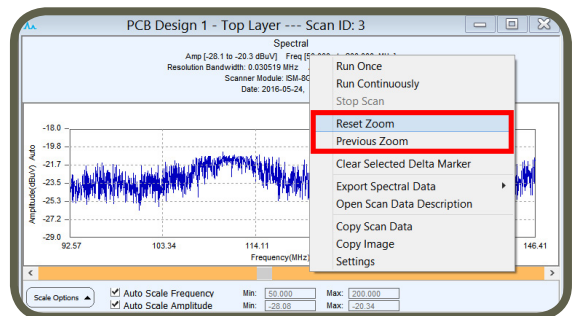 PCB Design 1 - Top Layer --- Scan ID: 3
Spectral
Amp [-28.1 to -20.3 dBuV] Freq
Resolution Bandwidth: 0.030519 MHz
Scanner Module: ISM-8G
Date: 2016-05-24,
Run Once
Run Continuously
Stop Scan
Reset Zoom
Previous Zoom
Clear Selected Delta Marker
Export Spectral Data
Open Scan Data Description
Copy Scan Data
Copy Image
Settings
Amplitude(dBuV) Auto
-18.0
-19.8
-21.7
-23.5
-25.3
-27.2
-29.0
92.57 103.34 114.11 146.41
Frequency(MHz)
Scale Options
Auto Scale Frequency Min: 50.000 Max: 200.000
Auto Scale Amplitude Min: -28.08 Max: -20.34